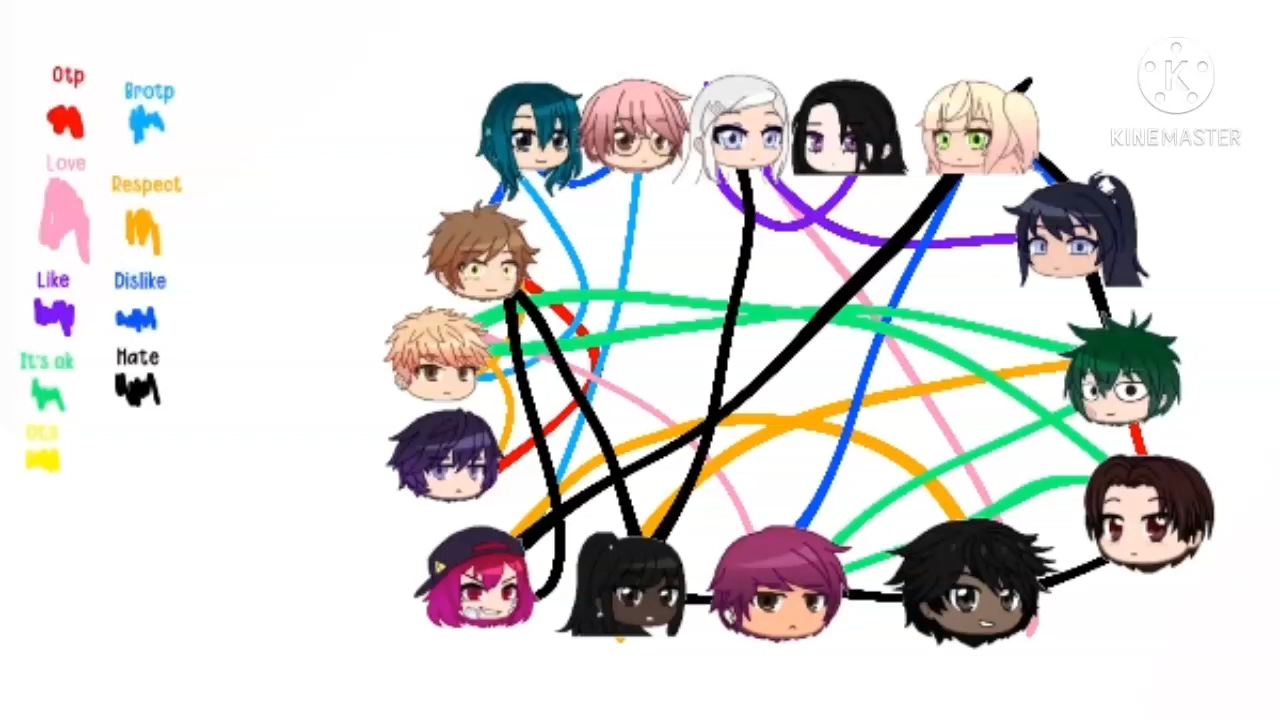 Otp
Brotp
Love
Respect
Like
Dislike
It's ok
Hate
K
KINEMASTER